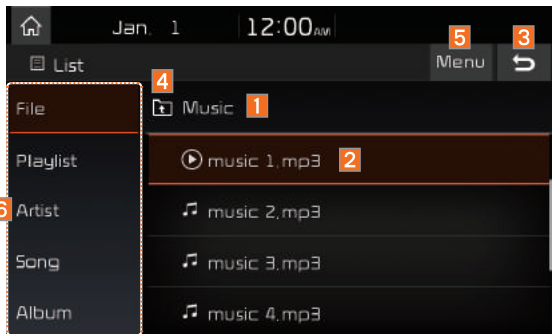 Jan. 1 12:00AM
List Menu 5 3
4
File Music 1
Playlist music 1.mp3 2
6 Artist music 2.mp3
Song music 3.mp3
Album music 4.mp3